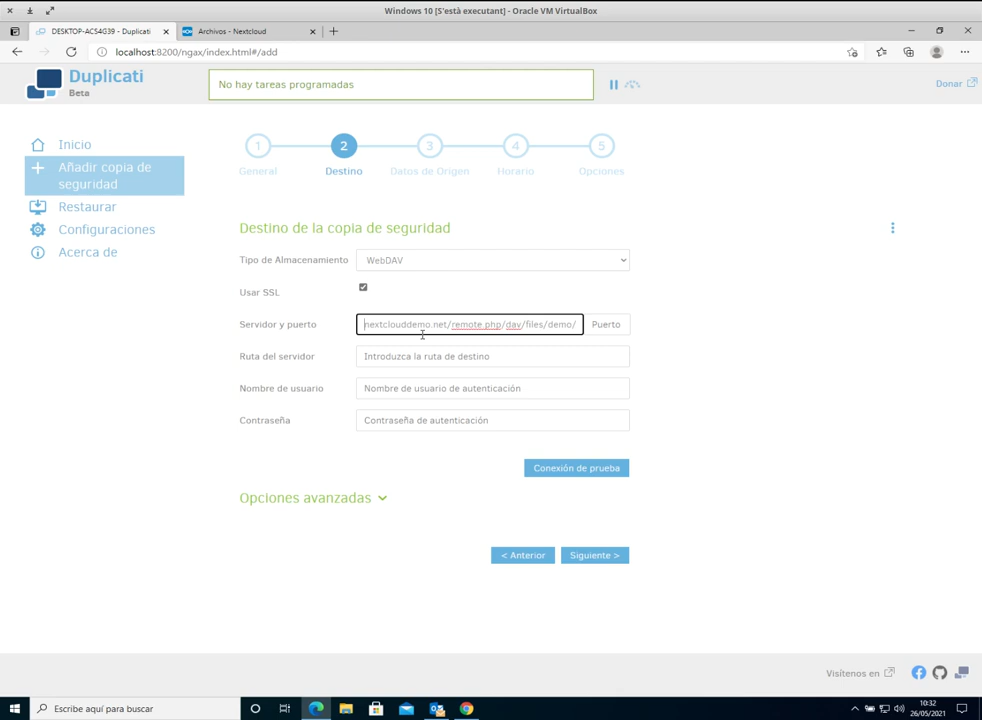 Windows 10 [S'està executant] - Oracle VM VirtualBox
DESKTOP-AC54G39 - Duplicati
Archivos - Nextcloud
localhost:8200/ngax/index.html#/add
Duplicati
Beta
No hay tareas programadas
Donar
Inicio
Añadir copia de
seguridad
Restaurar
Configuraciones
Acerca de
1
2
3
4
5
General
Destino
Datos de Origen
Horario
Opciones
Destino de la copia de seguridad
Tipo de Almacenamiento
WebDAV
Usar SSL
Servidor y puerto
nextclouddemo.net/remote.php/dav/files/demo/
Puerto
Ruta del servidor
Introduzca la ruta de destino
Nombre de usuario
Nombre de usuario de autenticación
Contraseña
Contraseña de autenticación
Conexión de prueba
Opciones avanzadas
< Anterior
Siguiente >
Visítenos en
Escribe aquí para buscar
10:32
26/05/2021